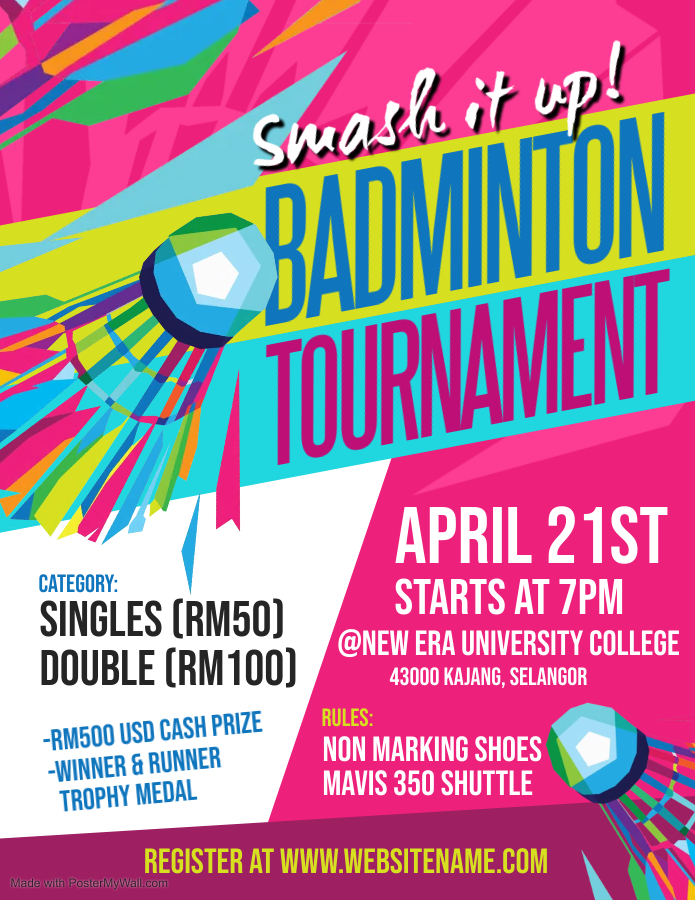 Smash it up!
BADMINTON
TOURNAMENT
APRIL 21ST
STARTS AT 7PM
@NEW ERA UNIVERSITY COLLEGE
43000 KAJANG, SELANGOR
CATEGORY:
SINGLES (RM50)
DOUBLE (RM100)
-RM500 USD CASH PRIZE
-WINNER & RUNNER
TROPHY MEDAL
RULES:
NON MARKING SHOES
MAVIS 350 SHUTTLE
REGISTER AT WWW.WEBSITENAME.COM
Made with PosterMyWall.com